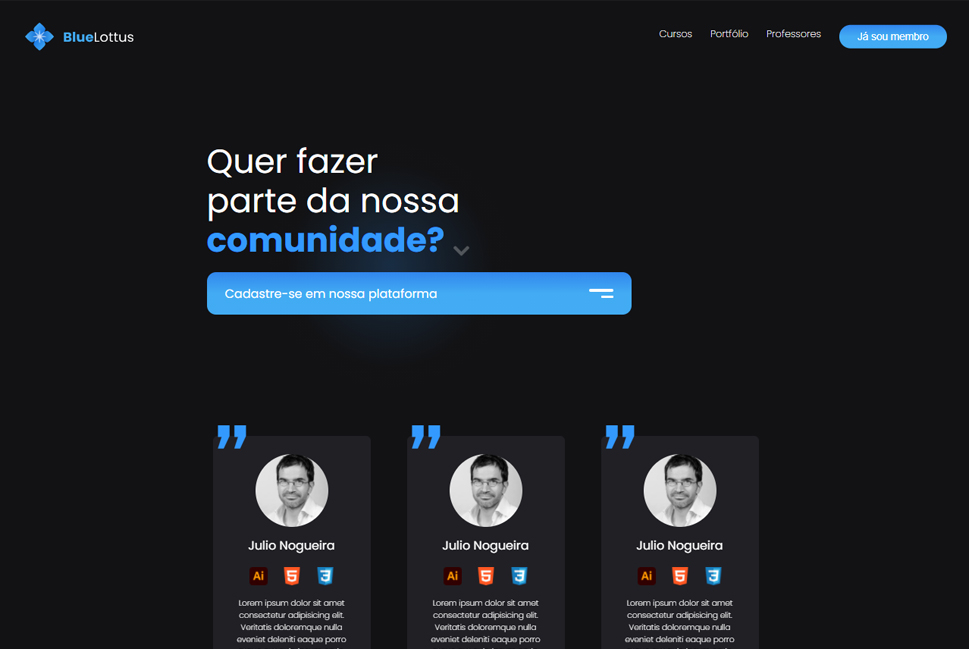 BlueLottus
Cursos Portfólio Professores Já sou membro
Quer fazer
parte da nossa
comunidade?
Cadastre-se em nossa plataforma
Julio Nogueira
Ai 5 3
Lorem ipsum dolor sit amet
consectetur adipisicing elit.
Veritatis doloremque nulla
eveniet deleniti eaque porro
Julio Nogueira
Ai 5 3
Lorem ipsum dolor sit amet
consectetur adipisicing elit.
Veritatis doloremque nulla
eveniet deleniti eaque porro
Julio Nogueira
Ai 5 3
Lorem ipsum dolor sit amet
consectetur adipisicing elit.
Veritatis doloremque nulla
eveniet deleniti eaque porro